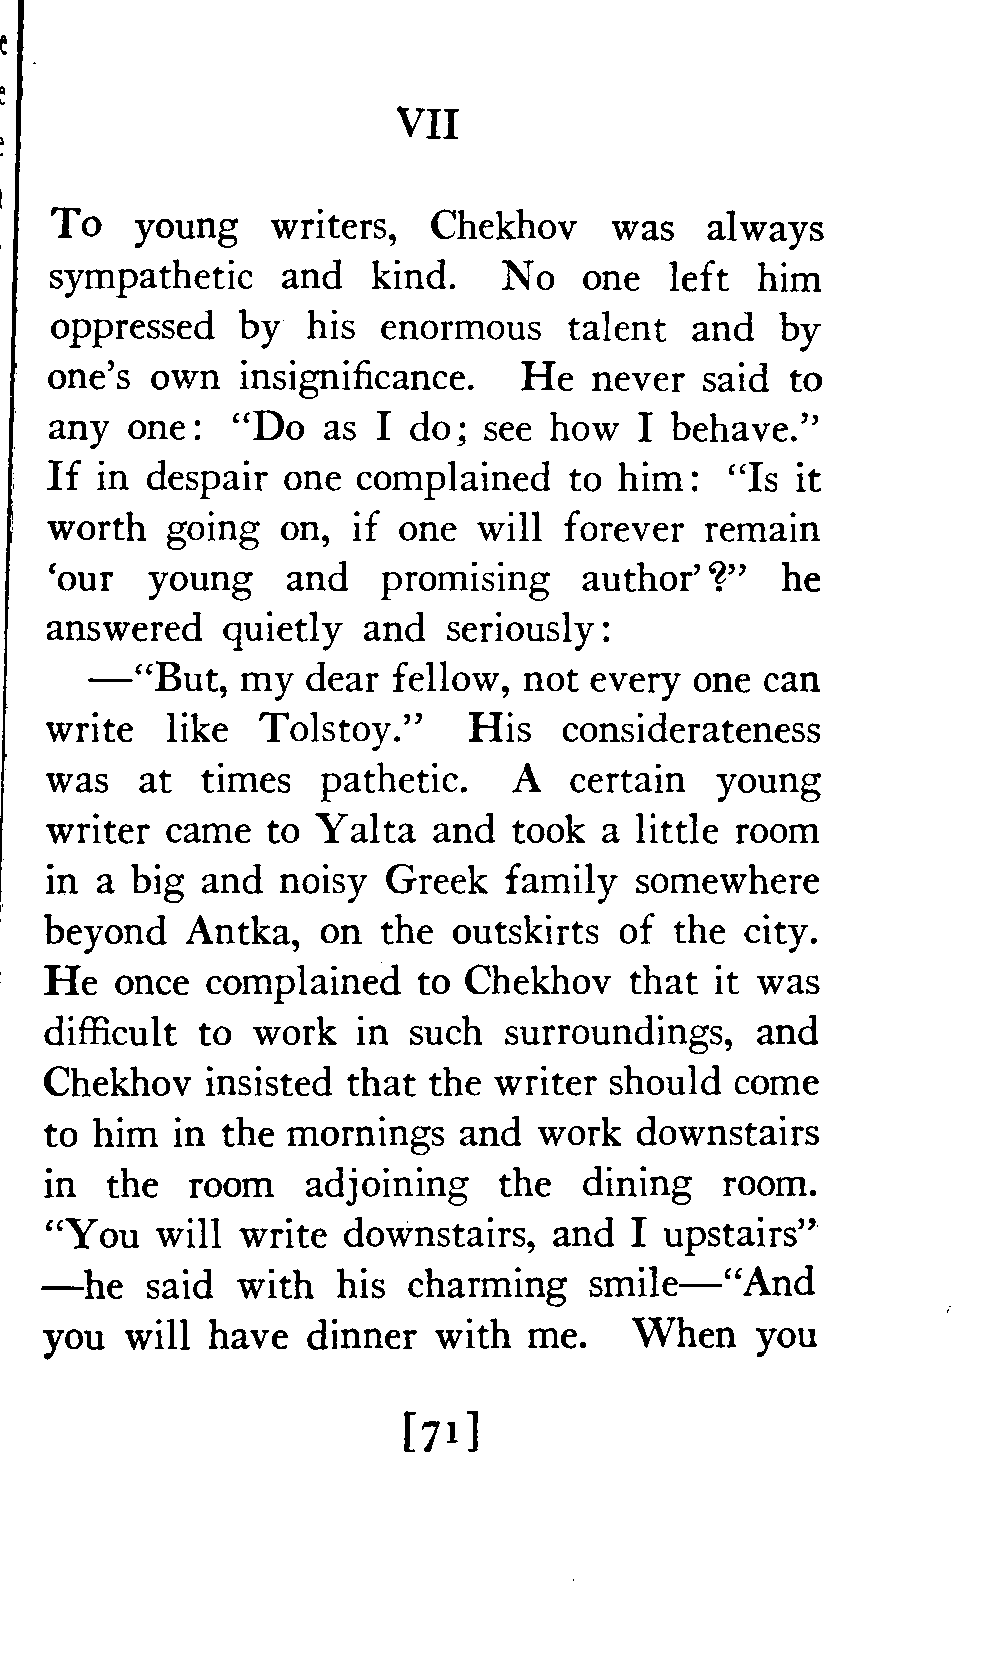 VII
To young writers, Chekhov was always
sympathetic and kind. No one left him
oppressed by his enormous talent and by
one's own insignificance. He never said to
any one: “Do as I do; see how I behave.”
If in despair one complained to him: “Is it
worth going on, if one will forever remain
‘our young and promising author’?” he
answered quietly and seriously:
—“But, my dear fellow, not every one can
write like Tolstoy.” His considerateness
was at times pathetic. A certain young
writer came to Yalta and took a little room
in a big and noisy Greek family somewhere
beyond Antka, on the outskirts of the city.
He once complained to Chekhov that it was
difficult to work in such surroundings, and
Chekhov insisted that the writer should come
to him in the mornings and work downstairs
in the room adjoining the dining room.
“You will write downstairs, and I upstairs”
—he said with his charming smile—“And
you will have dinner with me. When you
[71]